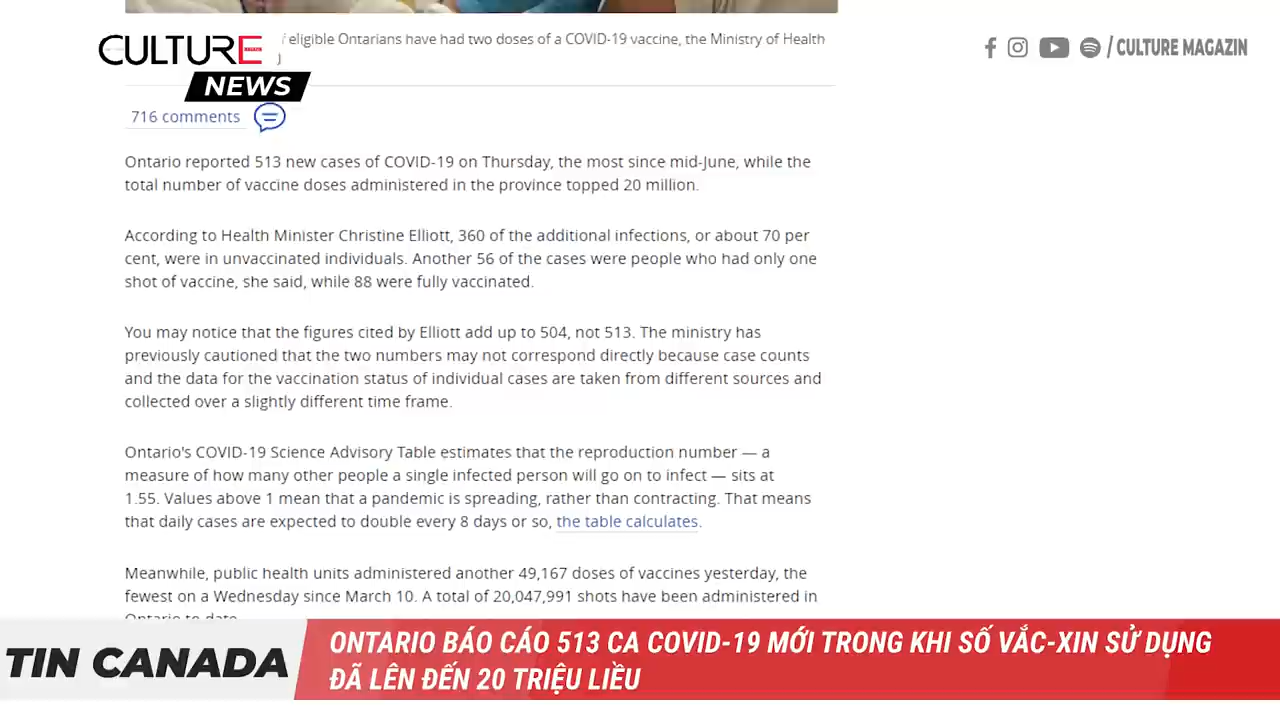 CULTURE
NEWS
/ CULTURE MAGAZIN
eligible Ontarians have had two doses of a COVID-19 vaccine, the Ministry of Health
716 comments
Ontario reported 513 new cases of COVID-19 on Thursday, the most since mid-June, while the
total number of vaccine doses administered in the province topped 20 million.
According to Health Minister Christine Elliott, 360 of the additional infections, or about 70 per
cent, were in unvaccinated individuals. Another 56 of the cases were people who had only one
shot of vaccine, she said, while 88 were fully vaccinated.
You may notice that the figures cited by Elliott add up to 504, not 513. The ministry has
previously cautioned that the two numbers may not correspond directly because case counts
and the data for the vaccination status of individual cases are taken from different sources and
collected over a slightly different time frame.
Ontario's COVID-19 Science Advisory Table estimates that the reproduction number — a
measure of how many other people a single infected person will go on to infect — sits at
1.55. Values above 1 mean that a pandemic is spreading, rather than contracting. That means
that daily cases are expected to double every 8 days or so, the table calculates.
Meanwhile, public health units administered another 49,167 doses of vaccines yesterday, the
fewest on a Wednesday since March 10. A total of 20,047,991 shots have been administered in
Ontario to date.
TIN CANADA
ONTARIO BÁO CÁO 513 CA COVID-19 MỚI TRONG KHI SỐ VẮC-XIN SỬ DỤNG
ĐÃ LÊN ĐẾN 20 TRIỆU LIỀU